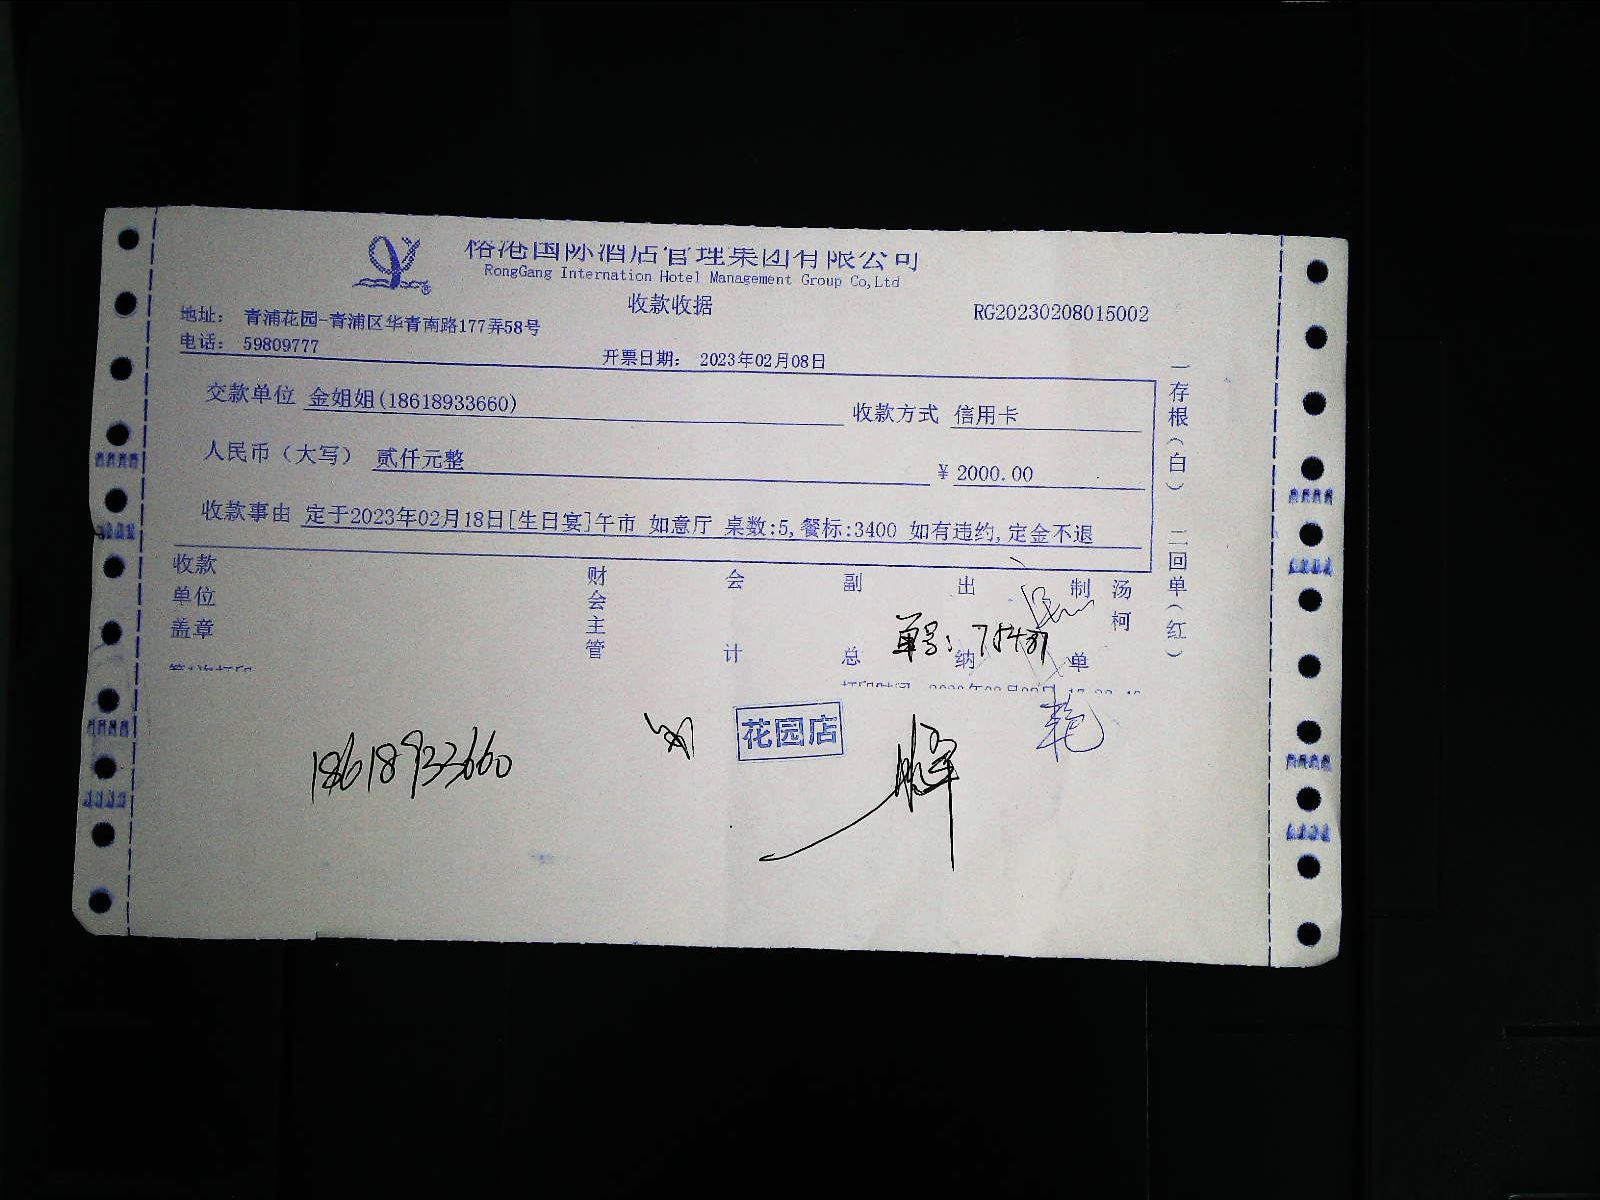 榕港国际酒店管理集团有限公司
RongGang Internation Hotel Management Group Co,Ltd
收款收据
RG20230208015002
地址： 青浦花园-青浦区华青南路177弄58号
电话： 59809777
开票日期： 2023年02月08日
交款单位 金姐姐(18618933660)
收款方式 信用卡
人民币（大写） 贰仟元整
￥2000.00
收款事由 定于2023年02月18日[生日宴]午市 如意厅 桌数:5,餐标:3400 如有违约,定金不退
一存根（白） 二回单（红）
收款单位盖章
财会主管
会计
副总
出纳
制单
汤柯
单号：75487
18618933660
花园店